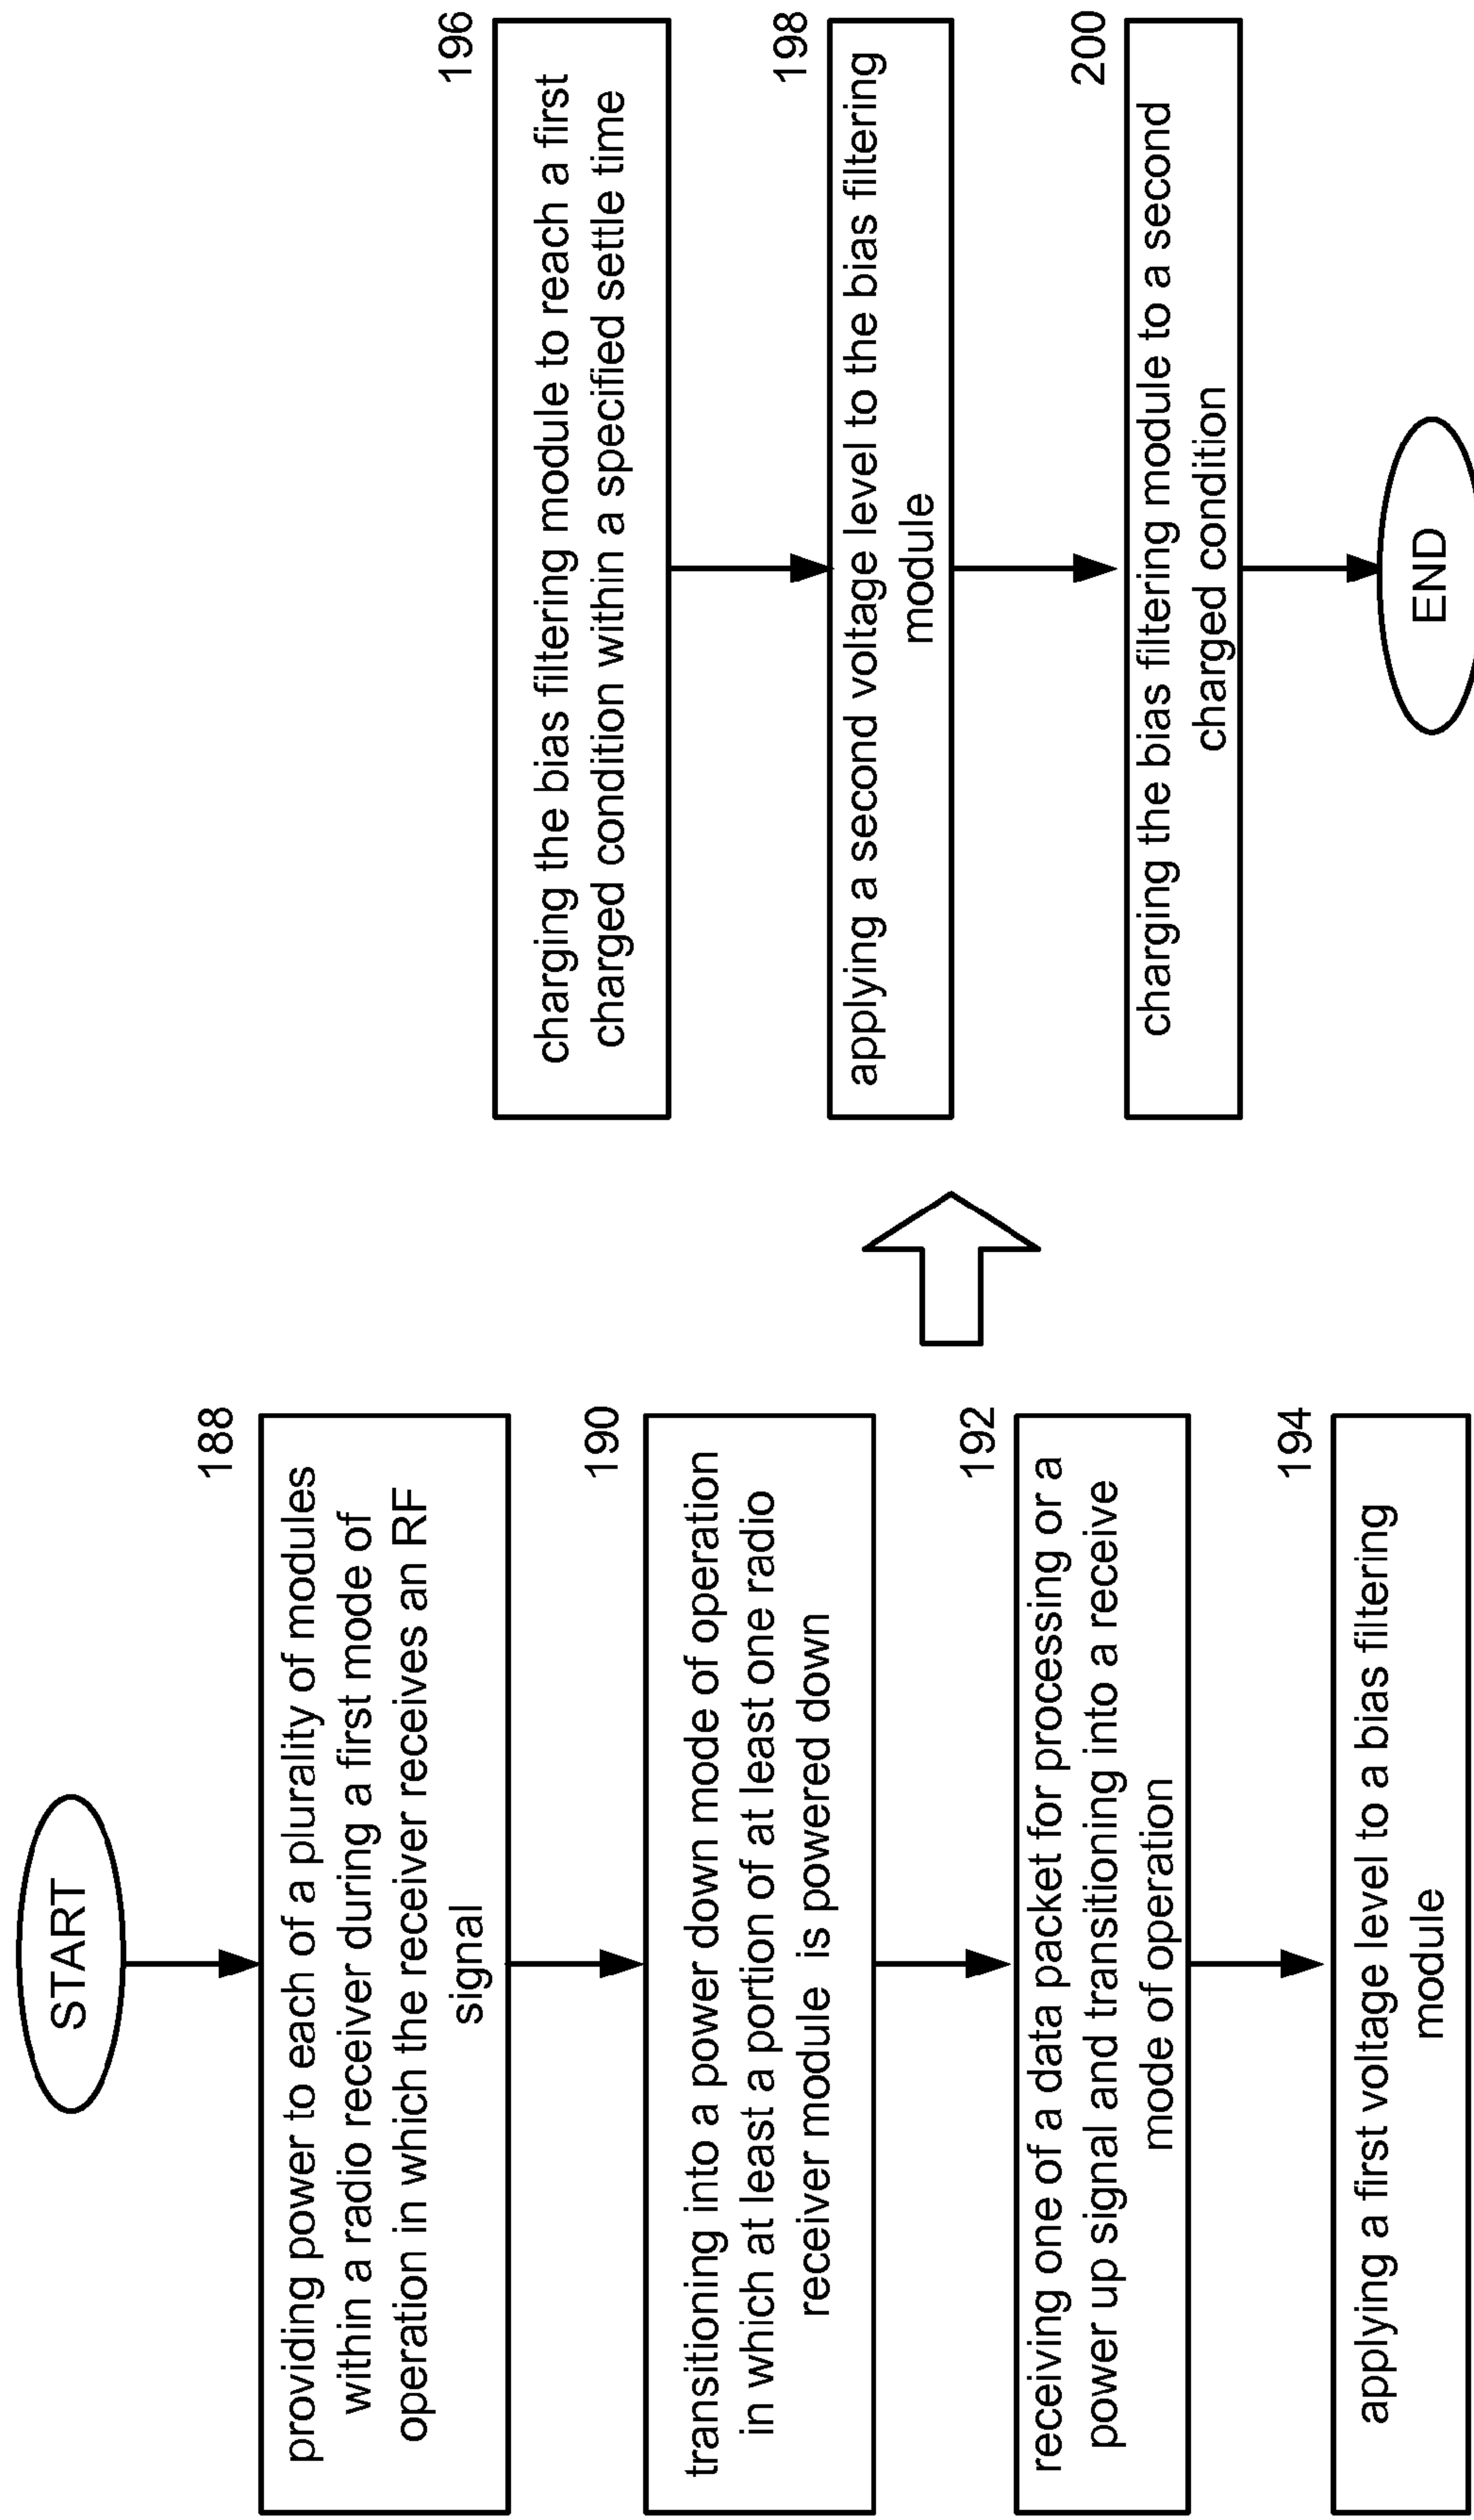 START
188
providing power to each of a plurality of modules
within a radio receiver during a first mode of
operation in which the receiver receives an RF
signal
190
transitioning into a power down mode of operation
in which at least a portion of at least one radio
receiver module is powered down
192
receiving one of a data packet for processing or a
power up signal and transitioning into a receive
mode of operation
194
applying a first voltage level to a bias filtering
module
196
charging the bias filtering module to reach a first
charged condition within a specified settle time
198
applying a second voltage level to the bias filtering
module
200
charging the bias filtering module to a second
charged condition
END